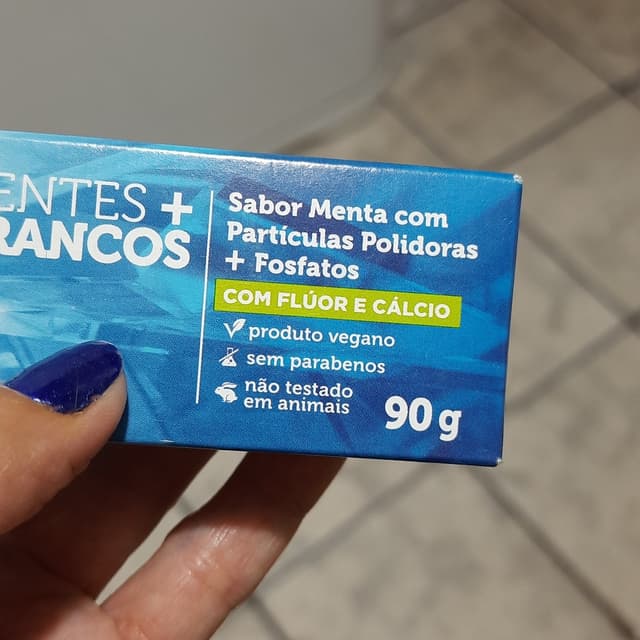 ENTES +
RANCOS
Sabor Menta com
Partículas Polidoras
+ Fosfatos
COM FLÚOR E CÁLCIO
produto vegano
sem parabenos
não testado
em animais
90 g